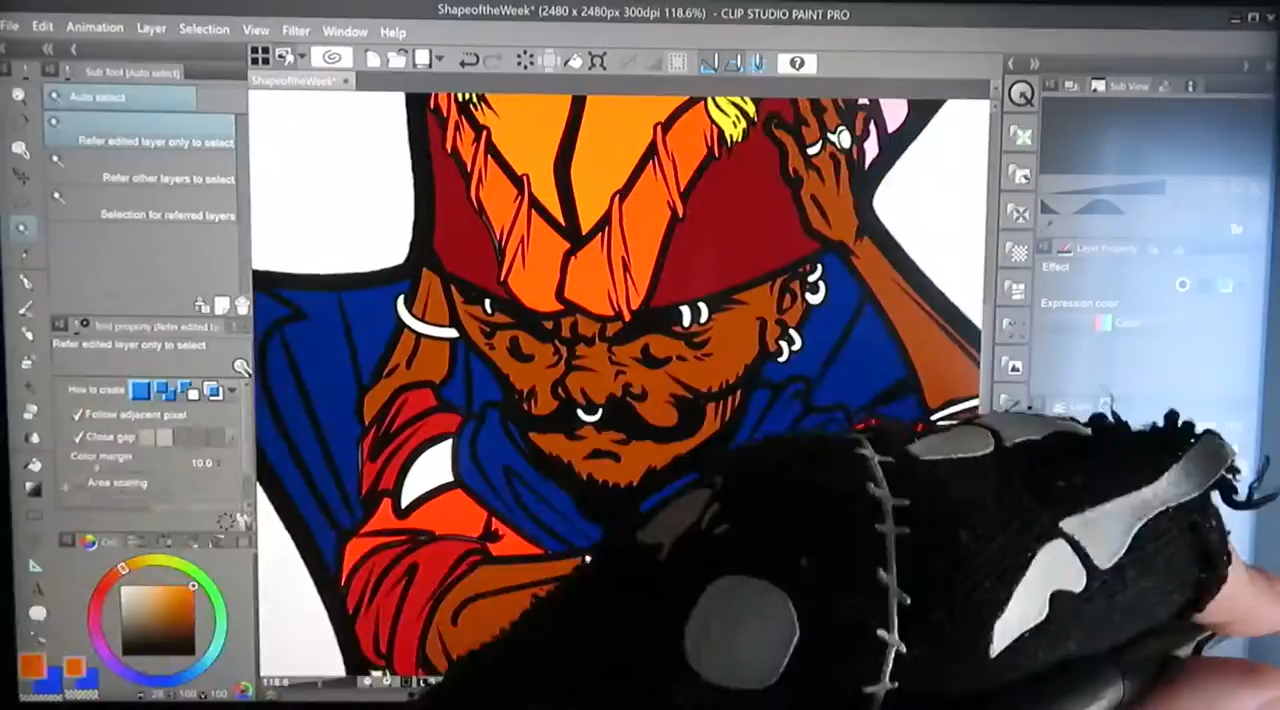 ShapeoftheWeek* (2480 x 2480px 300dpi 118.6%) - CLIP STUDIO PAINT PRO
File Edit Animation Layer Selection View Filter Window Help
Sub Tool [Auto select]
ShapeoftheWeek*
Sub View
Auto select
Refer edited layer only to select
Refer other layers to select
Selection for referred layers
Layer Property
Effect
Expression color
Color
Refer edited layer only to select
How to create
Follow adjacent pixel
Close gap
Color margin
10.0
Area scaling
118.6